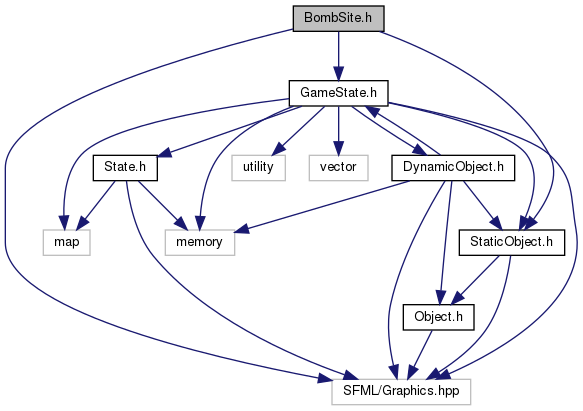 BombSite.h
GameState.h
State.h
utility
vector
DynamicObject.h
map
memory
StaticObject.h
Object.h
SFML/Graphics.hpp